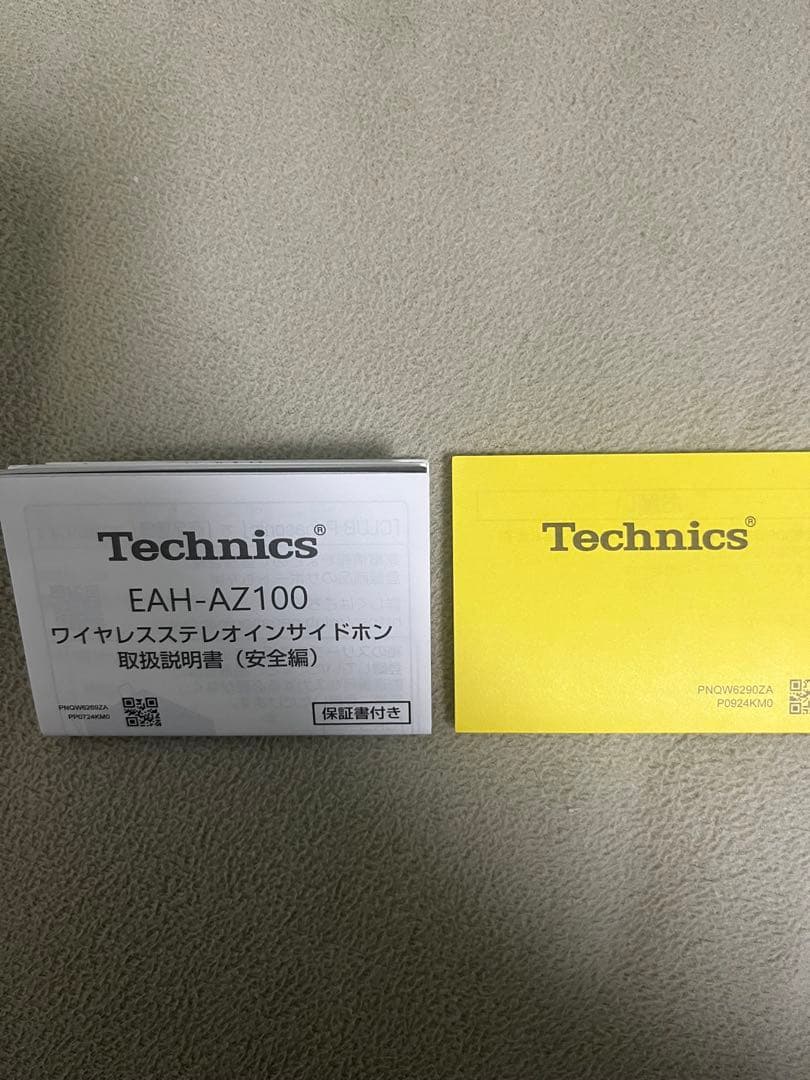 Technics®
EAH-AZ100
ワイヤレスステレオインサイドホン
取扱説明書（安全編）
PNQW6269ZA
PP0724KM0
保証書付き
Technics®
PNQW6290ZA
P0924KM0